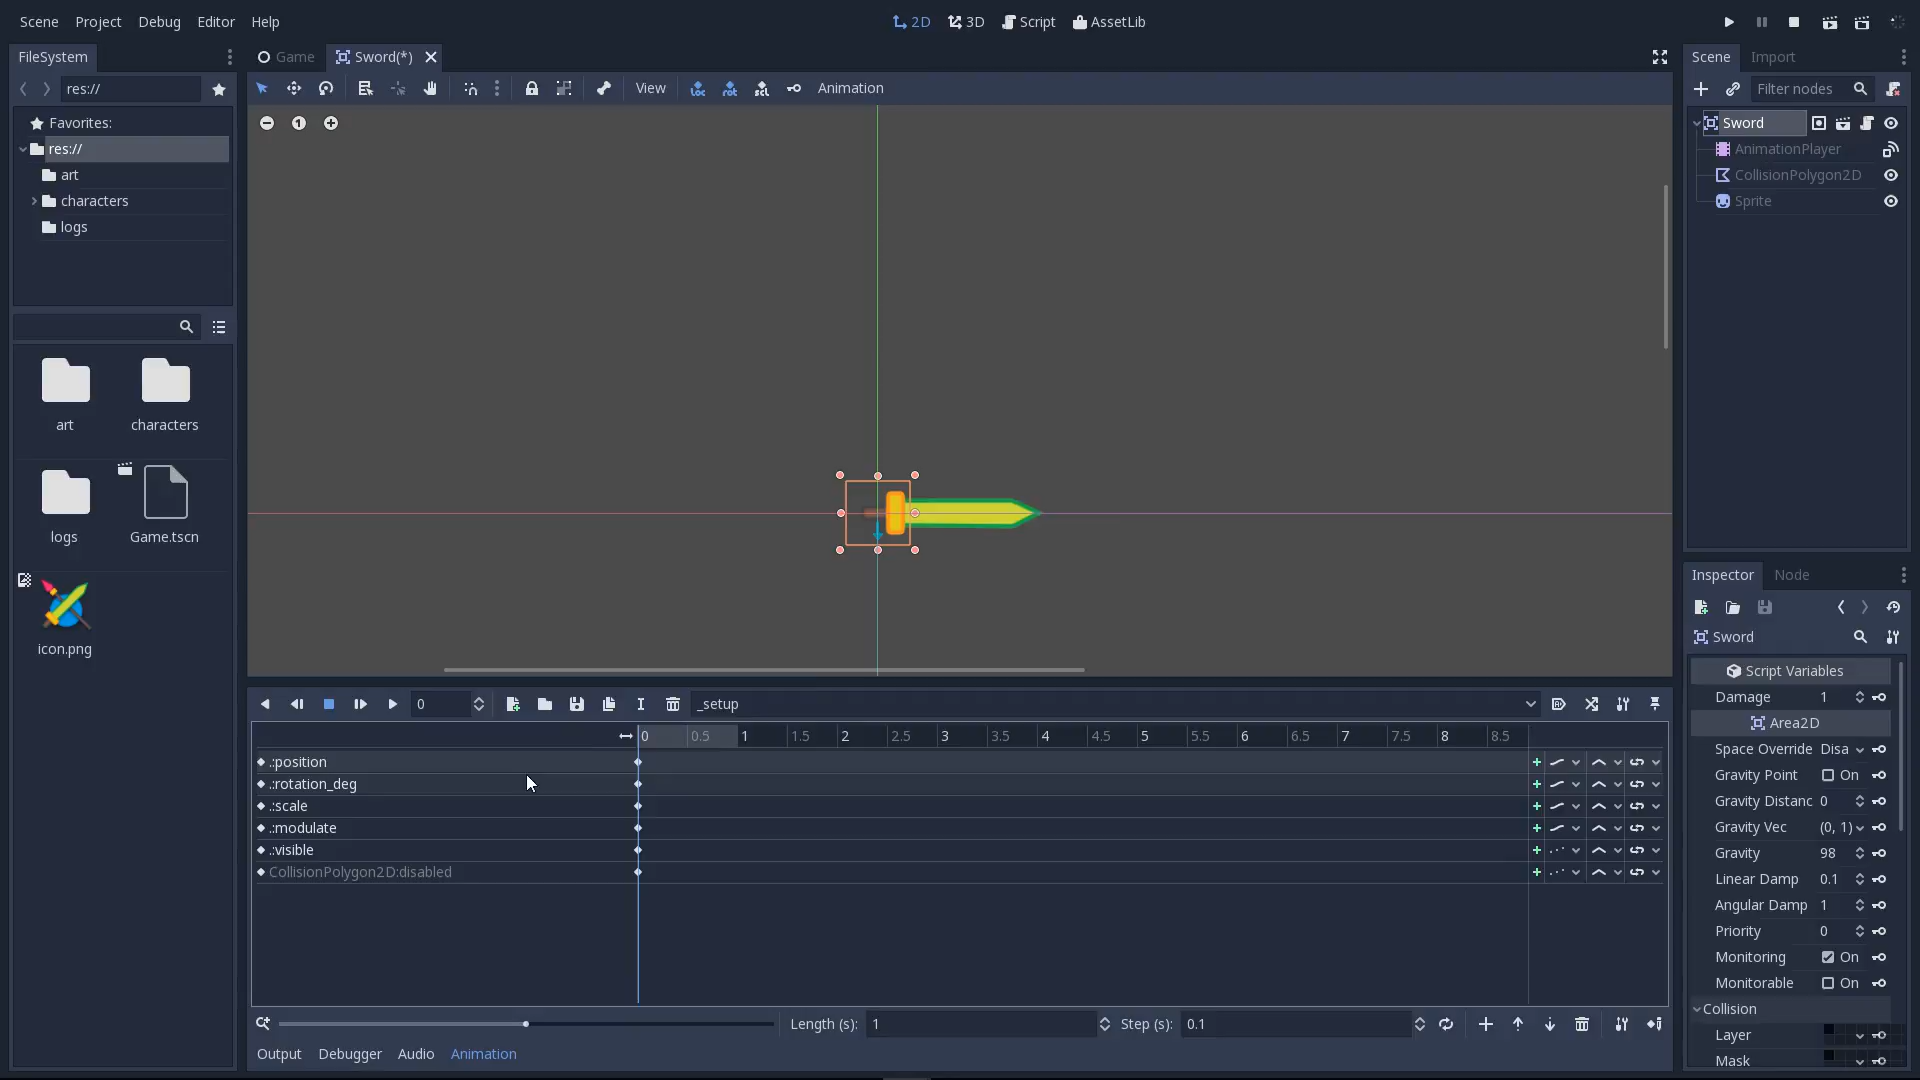 Scene Project Debug Editor Help
2D 3D Script AssetLib
FileSystem
res://
Favorites:
res://
art
characters
logs
art
characters
logs
Game.tscn
icon.png
Game Sword(*)
View Animation
1
0 _setup
0 0.5 1 1.5 2 2.5 3 3.5 4 4.5 5 5.5 6 6.5 7 7.5 8 8.5
.:position
.:rotation_deg
.:scale
.:modulate
.:visible
CollisionPolygon2D:disabled
Length (s): 1 Step (s): 0.1
Output Debugger Audio Animation
Scene Import
Filter nodes
Sword
AnimationPlayer
CollisionPolygon2D
Sprite
Inspector Node
Sword
Script Variables
Damage 1
Area2D
Space Override Disa
Gravity Point On
Gravity Distanc 0
Gravity Vec (0, 1)
Gravity 98
Linear Damp 0.1
Angular Damp 1
Priority 0
Monitoring On
Monitorable On
Collision
Layer
Mask